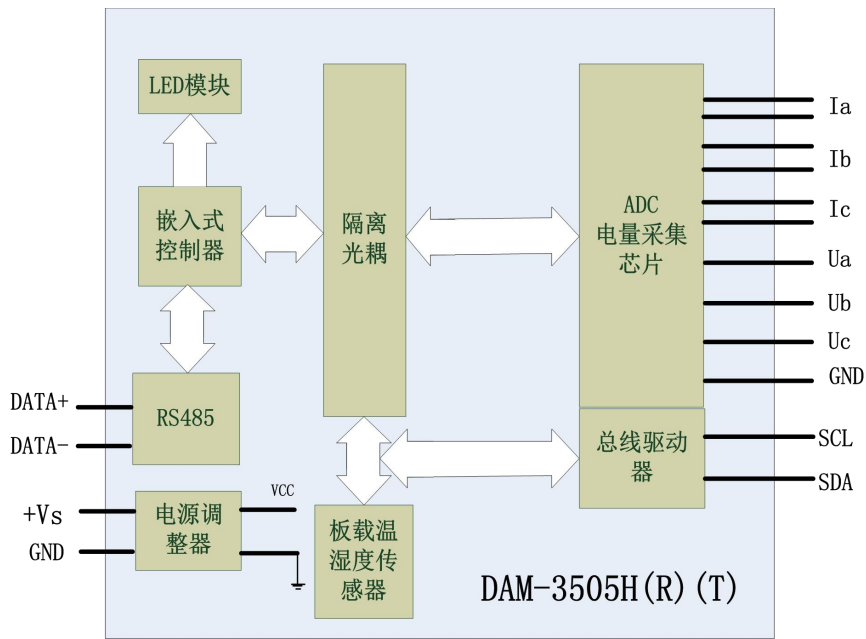 LED模块
嵌入式
控制器
隔离
光耦
ADC
电量采集
芯片
Ia
Ib
Ic
Ua
Ub
Uc
GND
DATA+
DATA-
RS485
总线驱动
器
SCL
SDA
+Vs
GND
电源调
整器
VCC
板载温
湿度传
感器
DAM-3505H(R)(T)